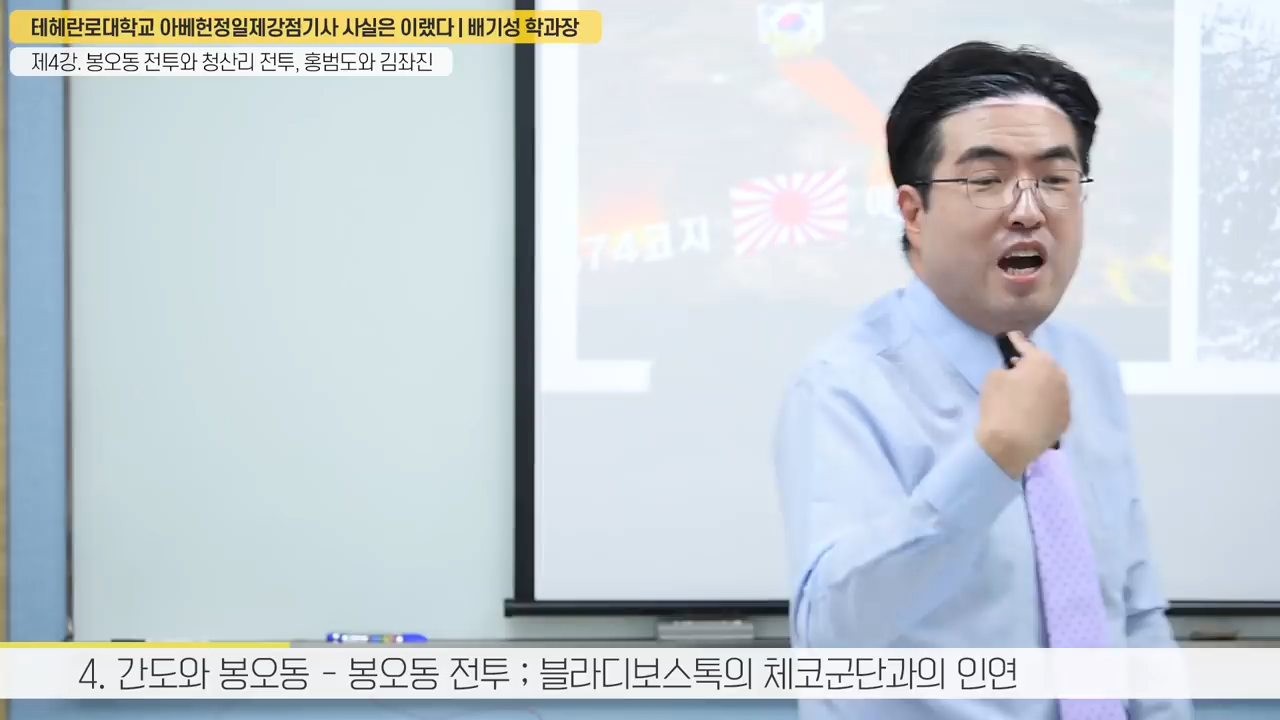 테헤란로대학교 아베헌정일제강점기사 사실은 이랬다 | 배기성 학과장
제4강. 봉오동 전투와 청산리 전투, 홍범도와 김좌진
74고지
4. 간도와 봉오동 - 봉오동 전투 ; 블라디보스톡의 체코군단과의 인연